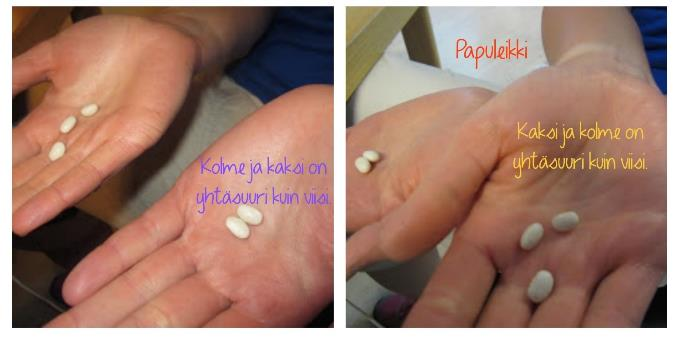 Kolme ja kaksi on
yhtäsuuri kuin viisi.
Papuleikki
Kaksi ja kolme on
yhtäsuuri kuin viisi.